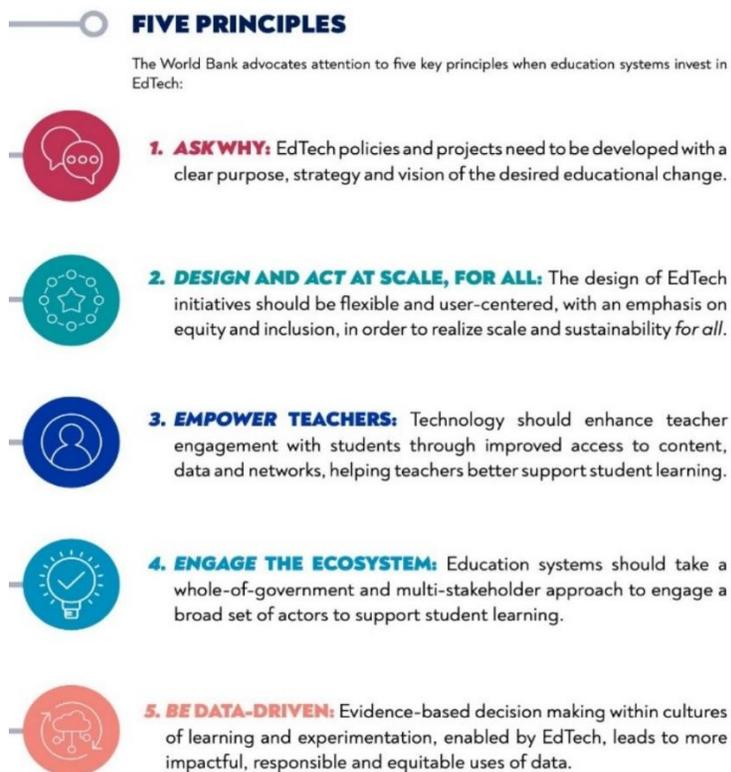 FIVE PRINCIPLES
The World Bank advocates attention to five key principles when education systems invest in
EdTech:
1. ASK WHY: EdTech policies and projects need to be developed with a
clear purpose, strategy and vision of the desired educational change.
2. DESIGN AND ACT AT SCALE, FOR ALL: The design of EdTech
initiatives should be flexible and user-centered, with an emphasis on
equity and inclusion, in order to realize scale and sustainability for all.
3. EMPOWER TEACHERS: Technology should enhance teacher
engagement with students through improved access to content,
data and networks, helping teachers better support student learning.
4. ENGAGE THE ECOSYSTEM: Education systems should take a
whole-of-government and multi-stakeholder approach to engage a
broad set of actors to support student learning.
5. BE DATA-DRIVEN: Evidence-based decision making within cultures
of learning and experimentation, enabled by EdTech, leads to more
impactful, responsible and equitable uses of data.